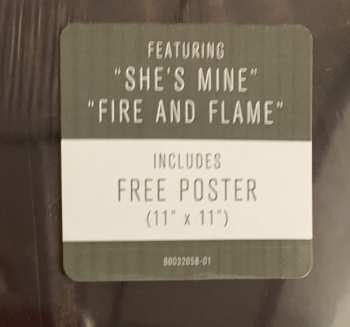 FEATURING
"SHE'S MINE"
"FIRE AND FLAME"
INCLUDES
FREE POSTER
(11" x 11")
B0032058-01